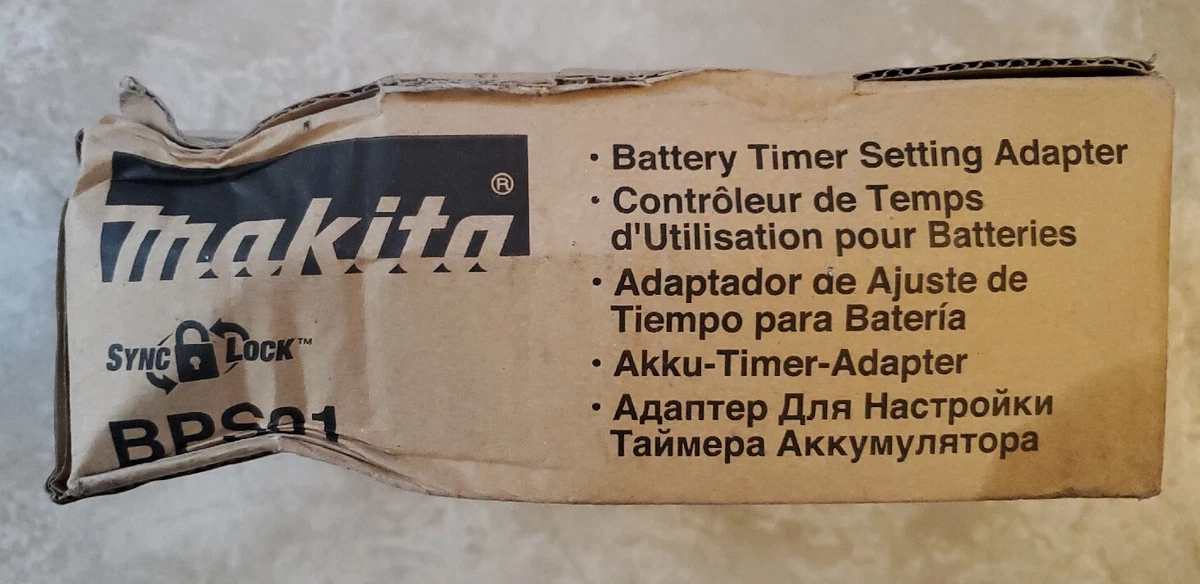 makita®
SYNC LOCK™
BPS01
• Battery Timer Setting Adapter
• Contrôleur de Temps
d'Utilisation pour Batteries
• Adaptador de Ajuste de
Tiempo para Batería
• Akku-Timer-Adapter
• Адаптер Для Настройки
Таймера Аккумулятора